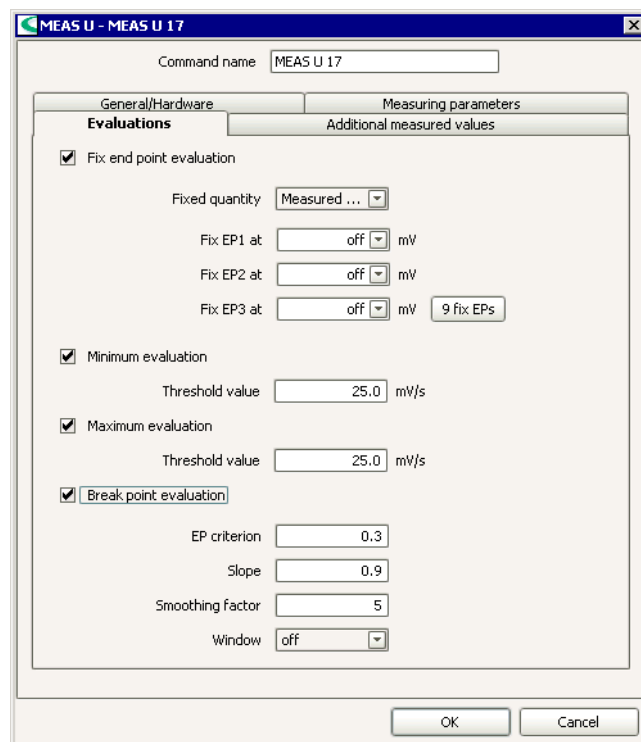 MEAS U - MEAS U 17
Command name MEAS U 17
General/Hardware Measuring parameters
Evaluations Additional measured values
Fix end point evaluation
Fixed quantity Measured ...
Fix EP1 at off mV
Fix EP2 at off mV
Fix EP3 at off mV 9 fix EPs
Minimum evaluation
Threshold value 25.0 mV/s
Maximum evaluation
Threshold value 25.0 mV/s
Break point evaluation
EP criterion 0.3
Slope 0.9
Smoothing factor 5
Window off
OK Cancel